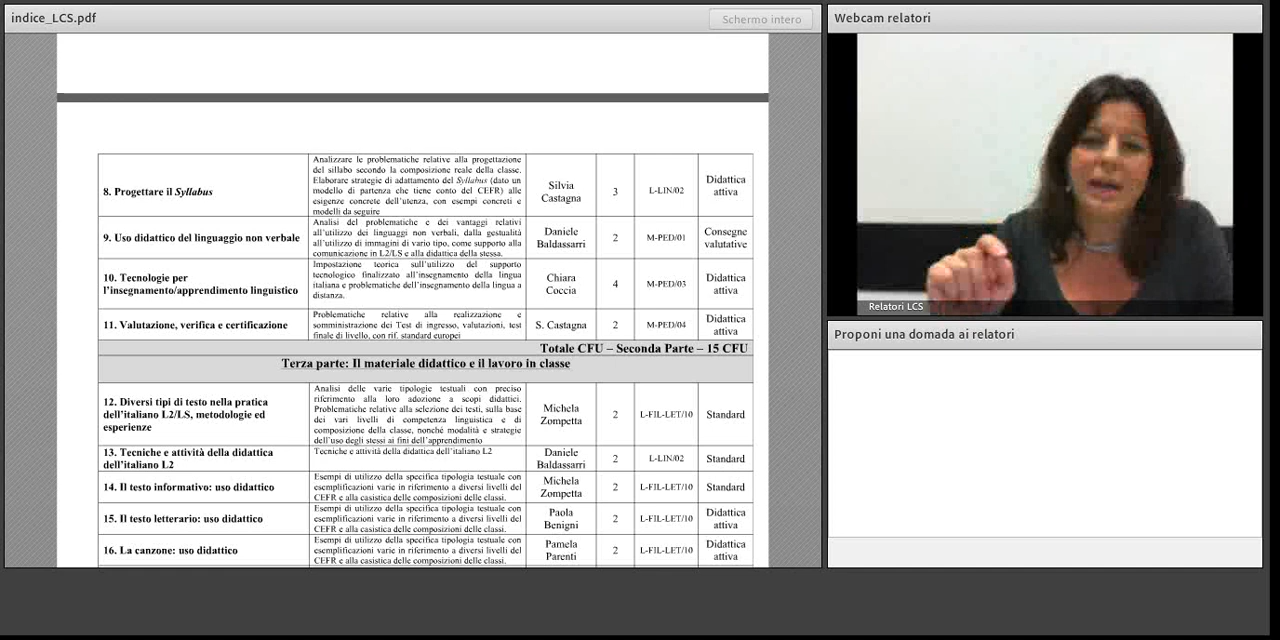 indice_LCS.pdf
Schermo intero
8. Progettare il Syllabus
Analizzare le problematiche relative alla progettazione
del sillabo secondo la composizione reale della classe.
Elaborare strategie di adattamento del Syllabus (dato un
modello di partenza che tiene conto del CEFR) alle
esigenze concrete dell'utenza, con esempi concreti e
modelli da seguire
Silvia
Castagna
3
L-LIN/02
Didattica
attiva
9. Uso didattico del linguaggio non verbale
Analisi del problematiche e dei vantaggi relativi
all'utilizzo dei linguaggi non verbali, dalla gestualità
all'utilizzo di immagini di vario tipo, come supporto alla
comunicazione in L2/LS e alla didattica della stessa.
Daniele
Baldassarri
2
M-PED/01
Consegne
valutative
10. Tecnologie per
l'insegnamento/apprendimento linguistico
Impostazione teorica sull'utilizzo del supporto
tecnologico finalizzato all'insegnamento della lingua
italiana e problematiche dell'insegnamento della lingua a
distanza.
Chiara
Coccia
4
M-PED/03
Didattica
attiva
11. Valutazione, verifica e certificazione
Problematiche relative alla realizzazione e
somministrazione dei Test di ingresso, valutazioni, test
finale di livello, con rif. standard europei
S. Castagna
2
M-PED/04
Didattica
attiva
Totale CFU – Seconda Parte – 15 CFU
Terza parte: Il materiale didattico e il lavoro in classe
12. Diversi tipi di testo nella pratica
dell'italiano L2/LS, metodologie ed
esperienze
Analisi delle varie tipologie testuali con preciso
riferimento alla loro adozione a scopi didattici.
Problematiche relative alla selezione dei testi, sulla base
dei vari livelli di competenza linguistica e di
composizione della classe, nonché modalità e strategie
dell'uso degli stessi ai fini dell'apprendimento
Michela
Zompetta
2
L-FIL-LET/10
Standard
13. Tecniche e attività della didattica
dell'italiano L2
Tecniche e attività della didattica dell'italiano L2
Daniele
Baldassarri
2
L-LIN/02
Standard
14. Il testo informativo: uso didattico
Esempi di utilizzo della specifica tipologia testuale con
esemplificazioni varie in riferimento a diversi livelli del
CEFR e alla casistica delle composizioni delle classi.
Michela
Zompetta
2
L-FIL-LET/10
Standard
15. Il testo letterario: uso didattico
Esempi di utilizzo della specifica tipologia testuale con
esemplificazioni varie in riferimento a diversi livelli del
CEFR e alla casistica delle composizioni delle classi.
Paola
Benigni
2
L-FIL-LET/10
Didattica
attiva
16. La canzone: uso didattico
Esempi di utilizzo della specifica tipologia testuale con
esemplificazioni varie in riferimento a diversi livelli del
CEFR e alla casistica delle composizioni delle classi.
Pamela
Parenti
2
L-FIL-LET/10
Didattica
attiva
Webcam relatori
Relatori LCS
Proponi una domada ai relatori